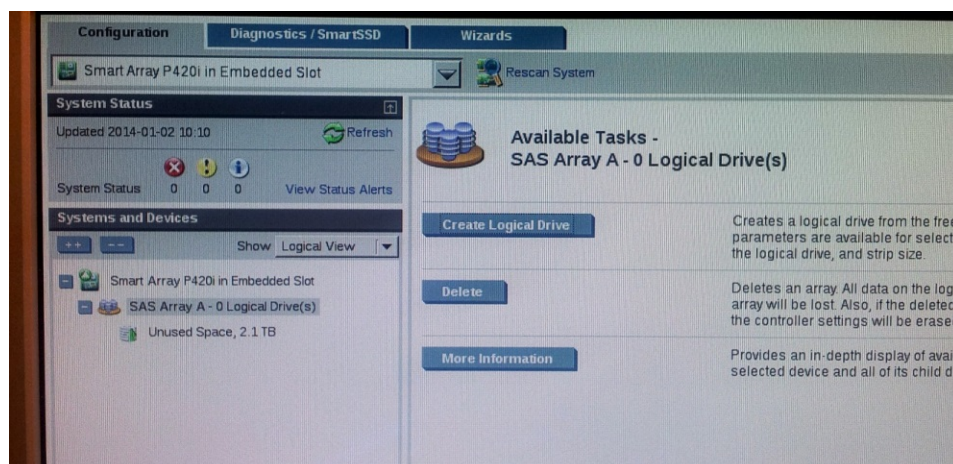 Configuration
Diagnostics / SmartSSD
Wizards
Smart Array P420i in Embedded Slot
Rescan System
System Status
Updated 2014-01-02 10:10
Refresh
System Status 0 0 0 View Status Alerts
Systems and Devices
Show Logical View
Smart Array P420i in Embedded Slot
SAS Array A - 0 Logical Drive(s)
Unused Space, 2.1 TB
Available Tasks -
SAS Array A - 0 Logical Drive(s)
Create Logical Drive
Creates a logical drive from the free
parameters are available for select
the logical drive, and strip size.
Delete
Deletes an array. All data on the log
array will be lost. Also, if the deleted
the controller settings will be erase
More Information
Provides an in-depth display of avai
selected device and all of its child d